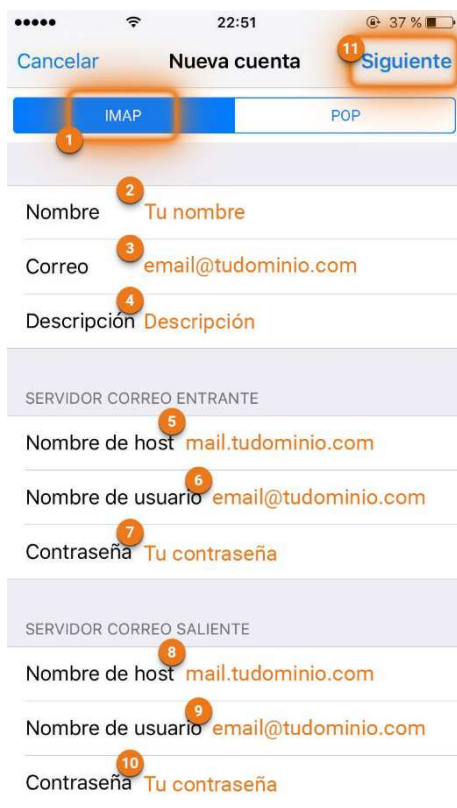 22:51 37 %
Cancelar Nueva cuenta 11 Siguiente
IMAP POP
1
2
Nombre Tu nombre
3
Correo email@tudominio.com
4
Descripción Descripción
SERVIDOR CORREO ENTRANTE
5
Nombre de host mail.tudominio.com
6
Nombre de usuario email@tudominio.com
7
Contraseña Tu contraseña
SERVIDOR CORREO SALIENTE
8
Nombre de host mail.tudominio.com
9
Nombre de usuario email@tudominio.com
10
Contraseña Tu contraseña